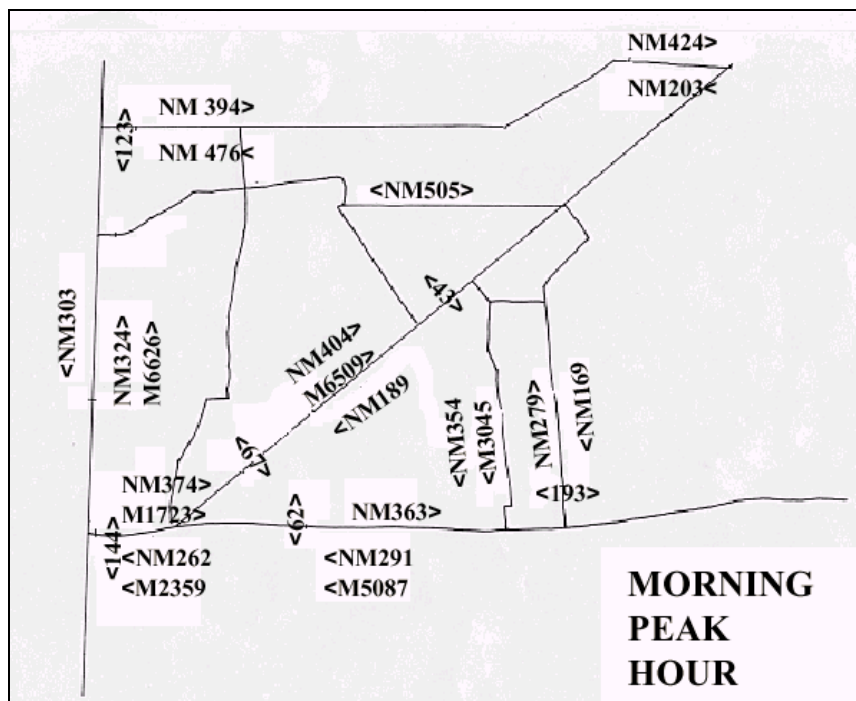 NM424>
NM203<
NM 394>
<123>
NM 476<
<NM505>
<43>
<NM303
NM324>
M6626>
NM404>
M6509>
<NM189
<NM354
<M3045
NM279>
<NM169
<67>
NM374>
M1723>
<193>
<62>
NM363>
<144>
<NM262
<M2359
<NM291
<M5087
MORNING
PEAK
HOUR